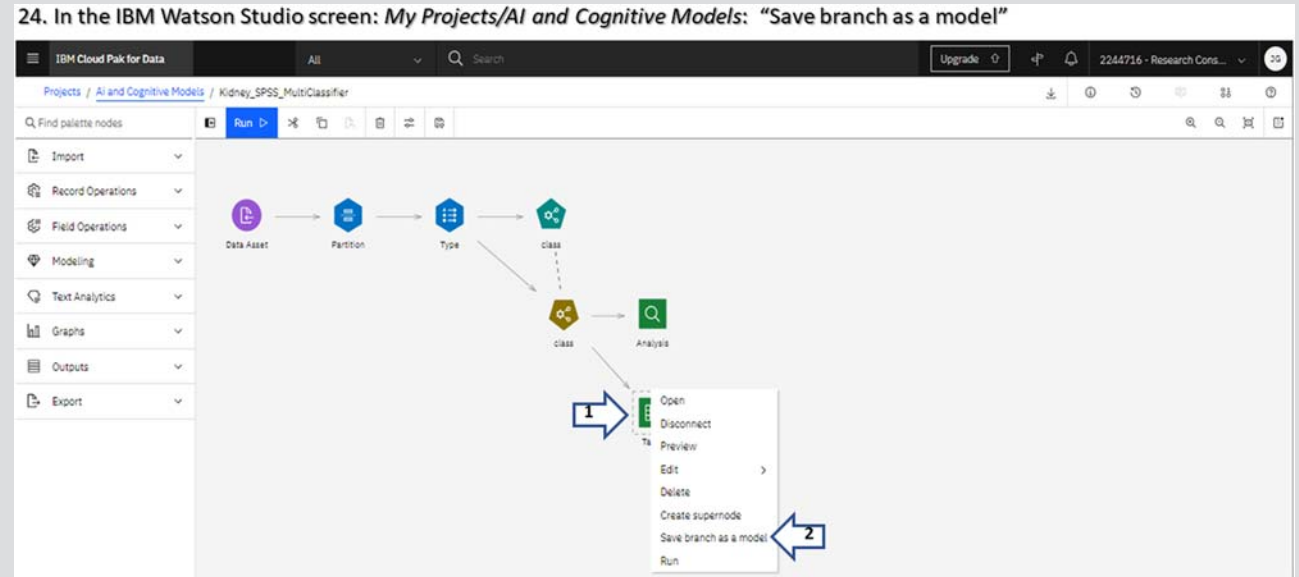 24. In the IBM Watson Studio screen: My Projects/AI and Cognitive Models: “Save branch as a model”
IBM Cloud Pak for Data
All
Search
Upgrade
2244716 - Research Cons...
JG
Projects / Ai and Cognitive Models / Kidney_SPSS_MultiClassifier
Find palette nodes
Run
Import
Record Operations
Field Operations
Modeling
Text Analytics
Graphs
Outputs
Export
Data Asset
Partition
Type
class
class
Analysis
1
Ta
Open
Disconnect
Preview
Edit
Delete
Create supernode
Save branch as a model
2
Run